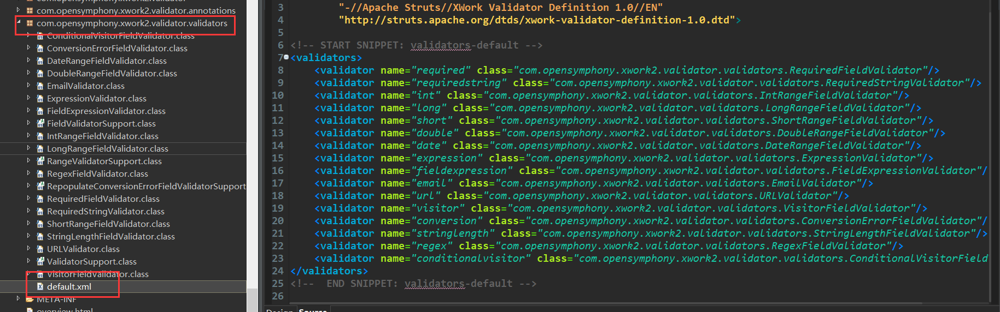 com.opensymphony.xwork2.validator
com.opensymphony.xwork2.validator.annotations
com.opensymphony.xwork2.validator.validators
ConditionalVisitorFieldValidator.class
ConversionErrorFieldValidator.class
DateRangeFieldValidator.class
DoubleRangeFieldValidator.class
EmailValidator.class
ExpressionValidator.class
FieldExpressionValidator.class
FieldValidatorSupport.class
IntRangeFieldValidator.class
LongRangeFieldValidator.class
RangeValidatorSupport.class
RegexFieldValidator.class
RepopulateConversionErrorFieldValidatorSupport
RequiredFieldValidator.class
RequiredStringValidator.class
ShortRangeFieldValidator.class
StringLengthFieldValidator.class
URLValidator.class
ValidatorSupport.class
VisitorFieldValidator.class
default.xml
META-INF
overview.html
3 "-//Apache Struts//XWork Validator Definition 1.0//EN"
4 "http://struts.apache.org/dtds/xwork-validator-definition-1.0.dtd">
5
6 <!-- START SNIPPET: validators-default -->
7 <validators>
8 <validator name="required" class="com.opensymphony.xwork2.validator.validators.RequiredFieldValidator"/>
9 <validator name="requiredstring" class="com.opensymphony.xwork2.validator.validators.RequiredStringValidator"/>
10 <validator name="int" class="com.opensymphony.xwork2.validator.validators.IntRangeFieldValidator"/>
11 <validator name="long" class="com.opensymphony.xwork2.validator.validators.LongRangeFieldValidator"/>
12 <validator name="short" class="com.opensymphony.xwork2.validator.validators.ShortRangeFieldValidator"/>
13 <validator name="double" class="com.opensymphony.xwork2.validator.validators.DoubleRangeFieldValidator"/>
14 <validator name="date" class="com.opensymphony.xwork2.validator.validators.DateRangeFieldValidator"/>
15 <validator name="expression" class="com.opensymphony.xwork2.validator.validators.ExpressionValidator"/>
16 <validator name="fieldexpression" class="com.opensymphony.xwork2.validator.validators.FieldExpressionValidator"/
17 <validator name="email" class="com.opensymphony.xwork2.validator.validators.EmailValidator"/>
18 <validator name="url" class="com.opensymphony.xwork2.validator.validators.URLValidator"/>
19 <validator name="visitor" class="com.opensymphony.xwork2.validator.validators.VisitorFieldValidator"/>
20 <validator name="conversion" class="com.opensymphony.xwork2.validator.validators.ConversionErrorFieldValidator"/
21 <validator name="stringlength" class="com.opensymphony.xwork2.validator.validators.StringLengthFieldValidator"/>
22 <validator name="regex" class="com.opensymphony.xwork2.validator.validators.RegexFieldValidator"/>
23 <validator name="conditionalvisitor" class="com.opensymphony.xwork2.validator.validators.ConditionalVisitorField
24 </validators>
25 <!-- END SNIPPET: validators-default -->
26
Design Source